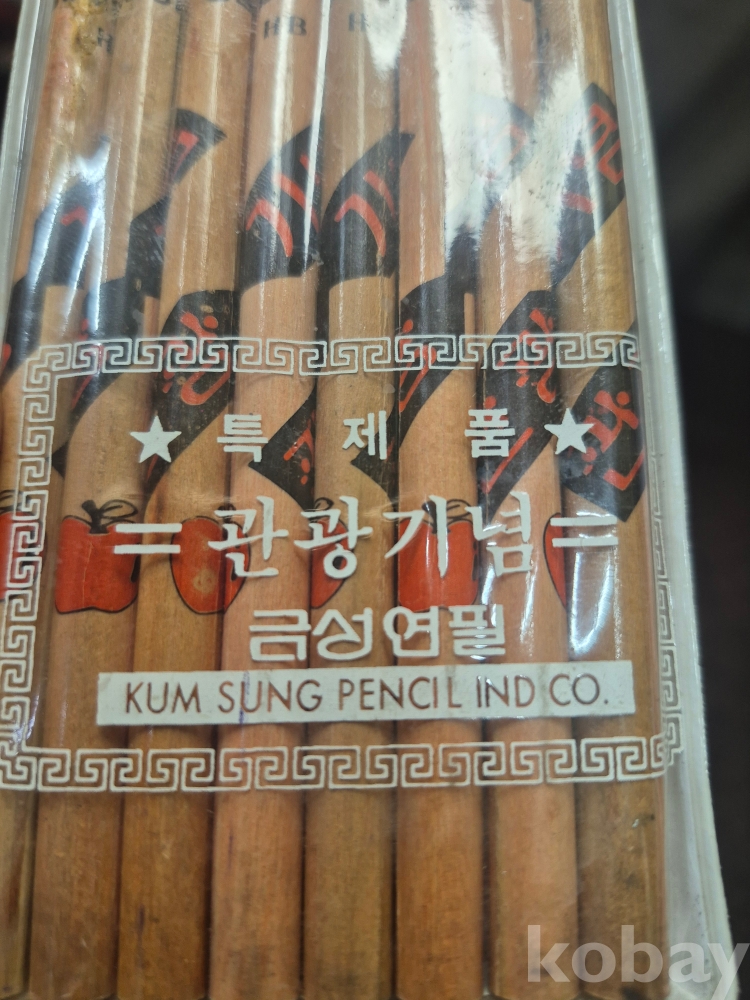 HB
★ 특 제 품 ★
=관광기념=
금성연필
KUM SUNG PENCIL IND CO.
kobay